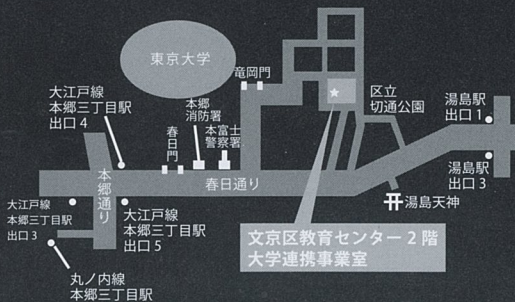 東京大学
竜岡門
大江戸線
本郷三丁目駅
出口 4
本郷
消防署
本富士
警察署
春日門
区立
切通公園
湯島駅
出口 1
湯島駅
出口 3
本郷通り
春日通り
湯島天神
大江戸線
本郷三丁目駅
出口 3
大江戸線
本郷三丁目駅
出口 5
文京区教育センター 2 階
大学連携事業室
丸ノ内線
本郷三丁目駅